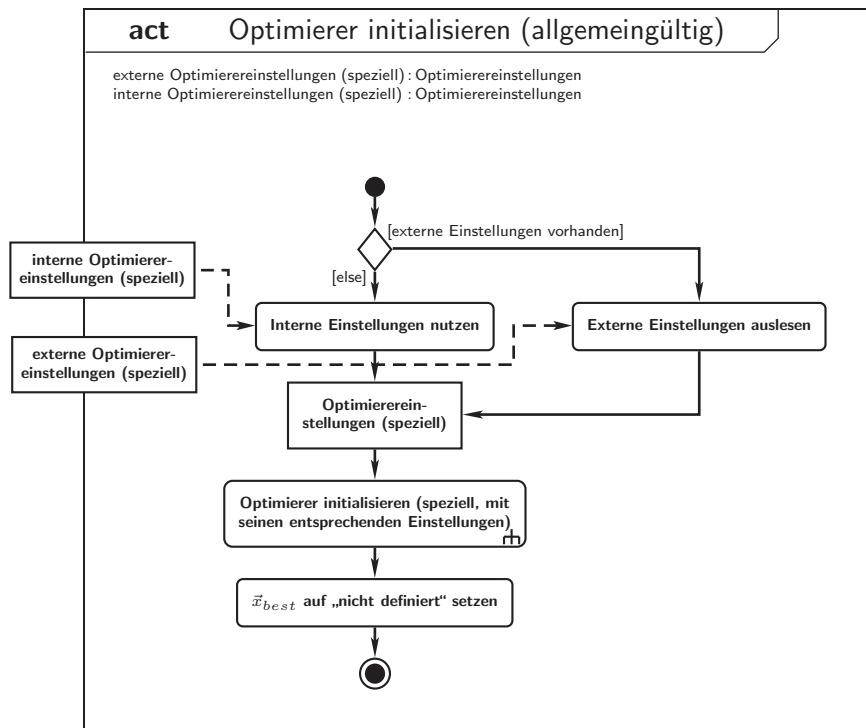 act Optimierer initialisieren (allgemeingültig)
externe Optimierereinstellungen (speziell) : Optimierereinstellungen
interne Optimierereinstellungen (speziell) : Optimierereinstellungen
[externe Einstellungen vorhanden]
interne Optimierer-
einstellungen (speziell)
[else]
Interne Einstellungen nutzen
Externe Einstellungen auslesen
externe Optimierer-
einstellungen (speziell)
Optimiererein-
stellungen (speziell)
Optimierer initialisieren (speziell, mit
seinen entsprechenden Einstellungen)
x⃗_best auf „nicht definiert“ setzen